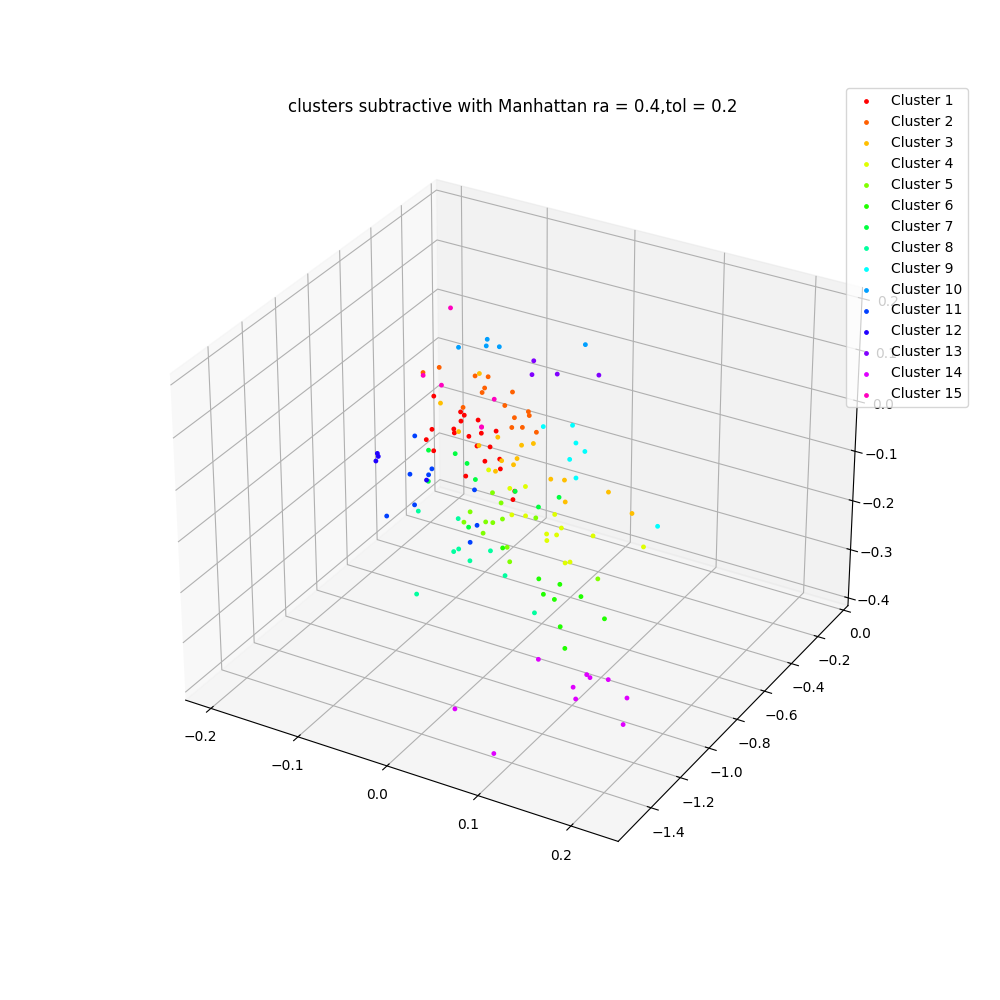 clusters subtractive with Manhattan ra = 0.4,tol = 0.2
Cluster 1
Cluster 2
Cluster 3
Cluster 4
Cluster 5
Cluster 6
Cluster 7
Cluster 8
Cluster 9
Cluster 10
Cluster 11
Cluster 12
Cluster 13
Cluster 14
Cluster 15
0.2
0.1
0.0
−0.1
−0.2
−0.3
−0.4
0.0
−0.2
−0.4
−0.6
−0.8
−1.0
−1.2
−1.4
−0.2
−0.1
0.0
0.1
0.2